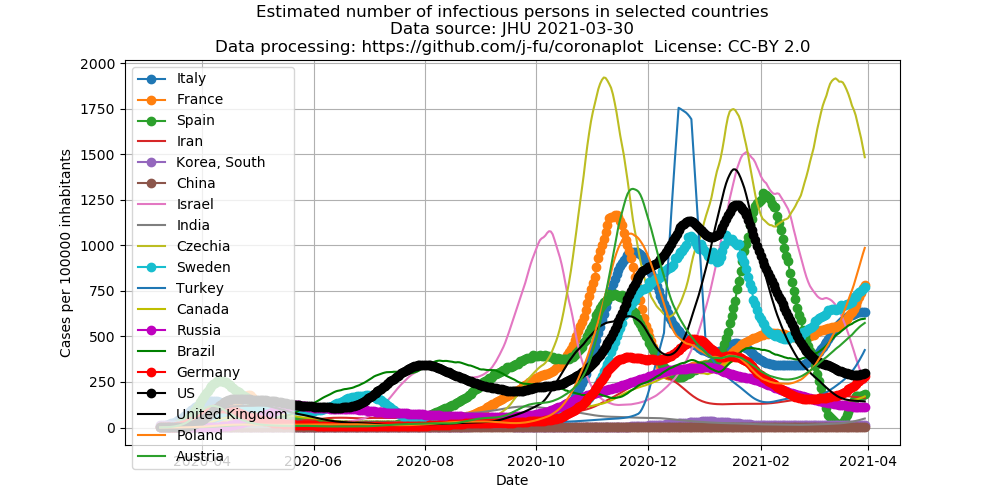 Estimated number of infectious persons in selected countries
Data source: JHU 2021-03-30
Data processing: https://github.com/j-fu/coronaplot License: CC-BY 2.0
2000
1750
1500
1250
1000
750
500
250
0
Cases per 100000 inhabitants
Italy
France
Spain
Iran
Korea, South
China
Israel
India
Czechia
Sweden
Turkey
Canada
Russia
Brazil
Germany
US
United Kingdom
Poland
Austria
2020-04
2020-06
2020-08
2020-10
2020-12
2021-02
2021-04
Date